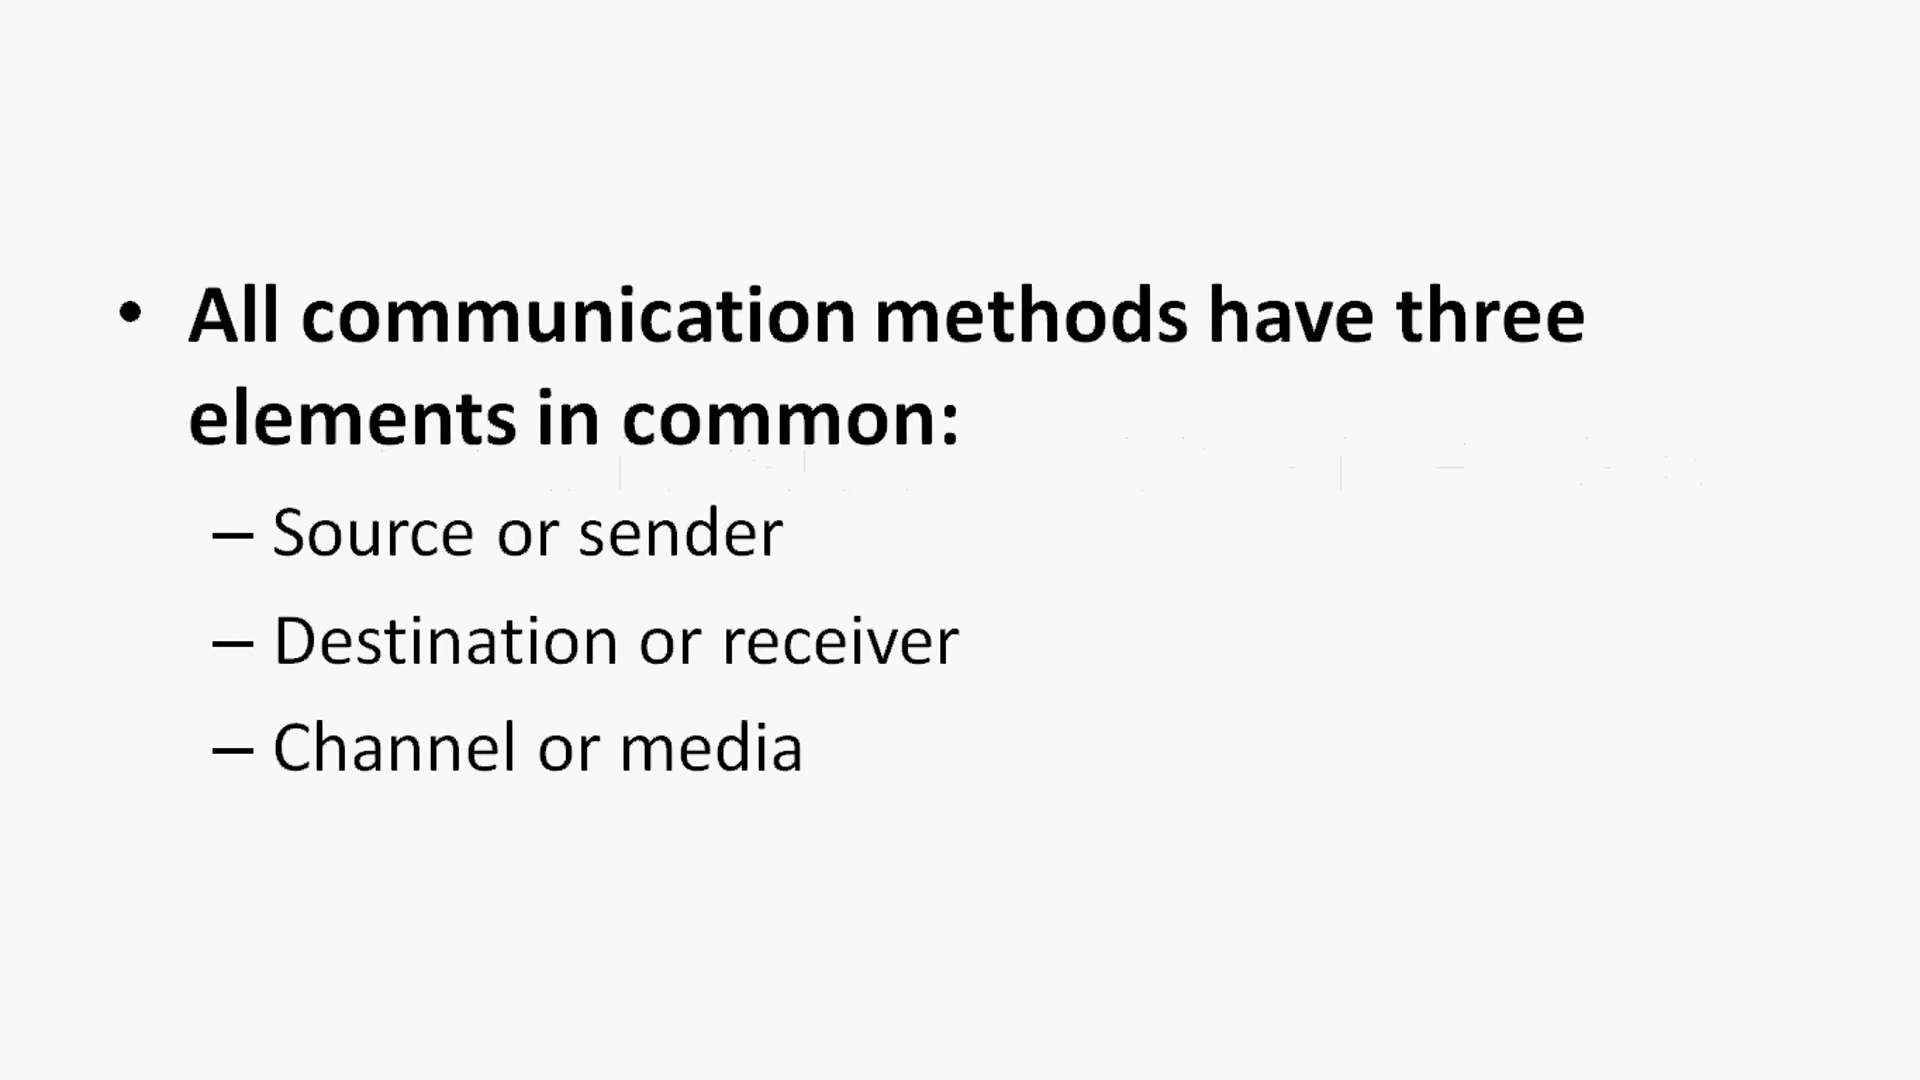 • All communication methods have three
elements in common:
– Source or sender
– Destination or receiver
– Channel or media